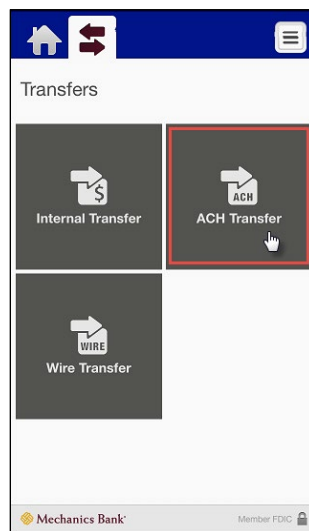 Transfers
$
Internal Transfer
ACH
ACH Transfer
WIRE
Wire Transfer
Mechanics Bank
Member FDIC